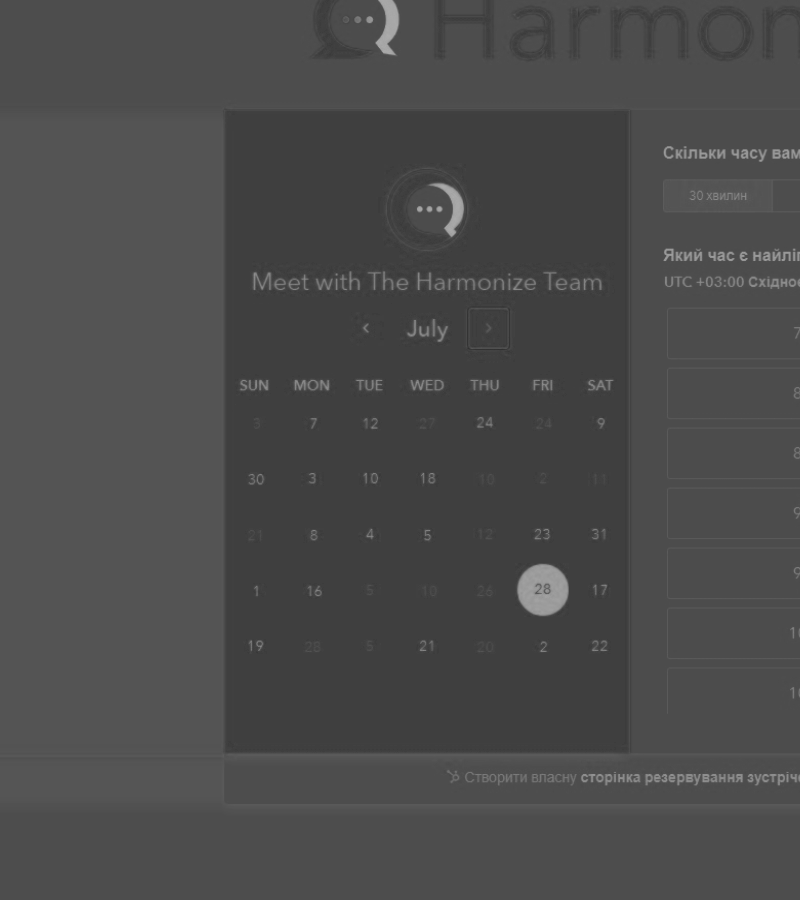 Harmon
Meet with The Harmonize Team
July
SUN MON TUE WED THU FRI SAT
3 7 12 27 24 24 9
30 3 10 18 10 2 11
21 8 4 5 12 23 31
1 16 5 10 26 28 17
19 28 5 21 20 2 22
Скільки часу вам
30 хвилин
Який час є найліп
UTC +03:00 Східноє
7
8
8
9
9
10
10
Створити власну сторінка резервування зустріче